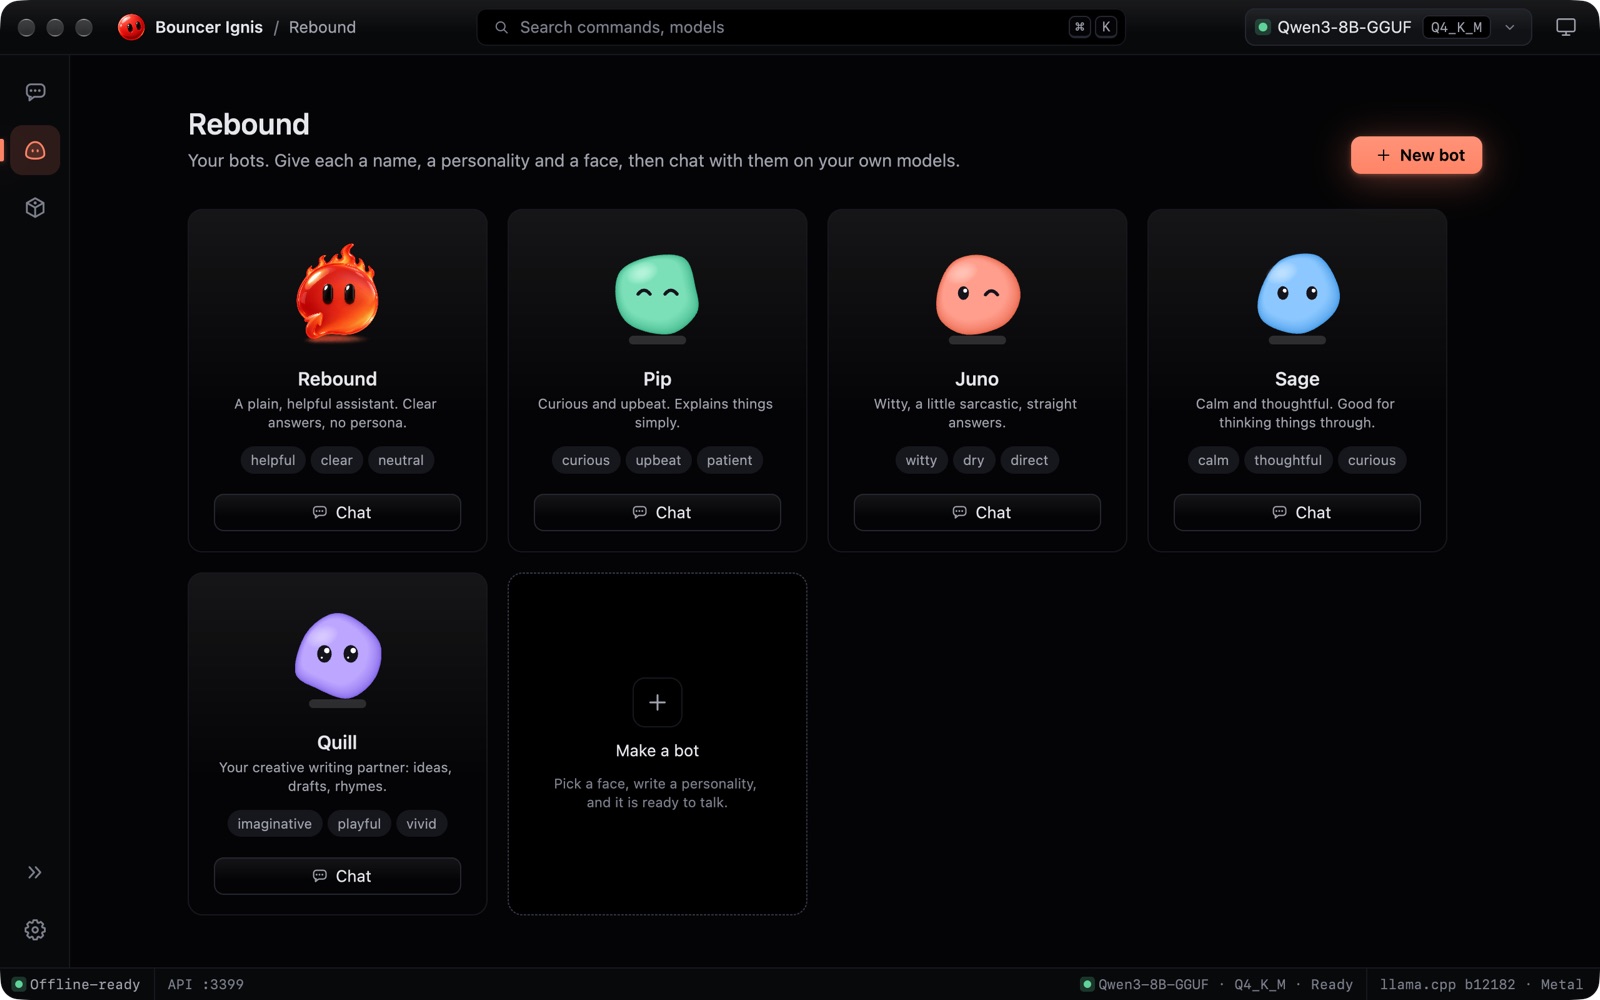 Bouncer Ignis / Rebound
Search commands, models
⌘ K
Qwen3-8B-GGUF Q4_K_M
Rebound
Your bots. Give each a name, a personality and a face, then chat with them on your own models.
+ New bot
Rebound
A plain, helpful assistant. Clear
answers, no persona.
helpful clear neutral
Chat
Pip
Curious and upbeat. Explains things
simply.
curious upbeat patient
Chat
Juno
Witty, a little sarcastic, straight
answers.
witty dry direct
Chat
Sage
Calm and thoughtful. Good for
thinking things through.
calm thoughtful curious
Chat
Quill
Your creative writing partner: ideas,
drafts, rhymes.
imaginative playful vivid
Chat
Make a bot
Pick a face, write a personality,
and it is ready to talk.
Offline-ready
API :3399
Qwen3-8B-GGUF · Q4_K_M · Ready
llama.cpp b12182 · Metal